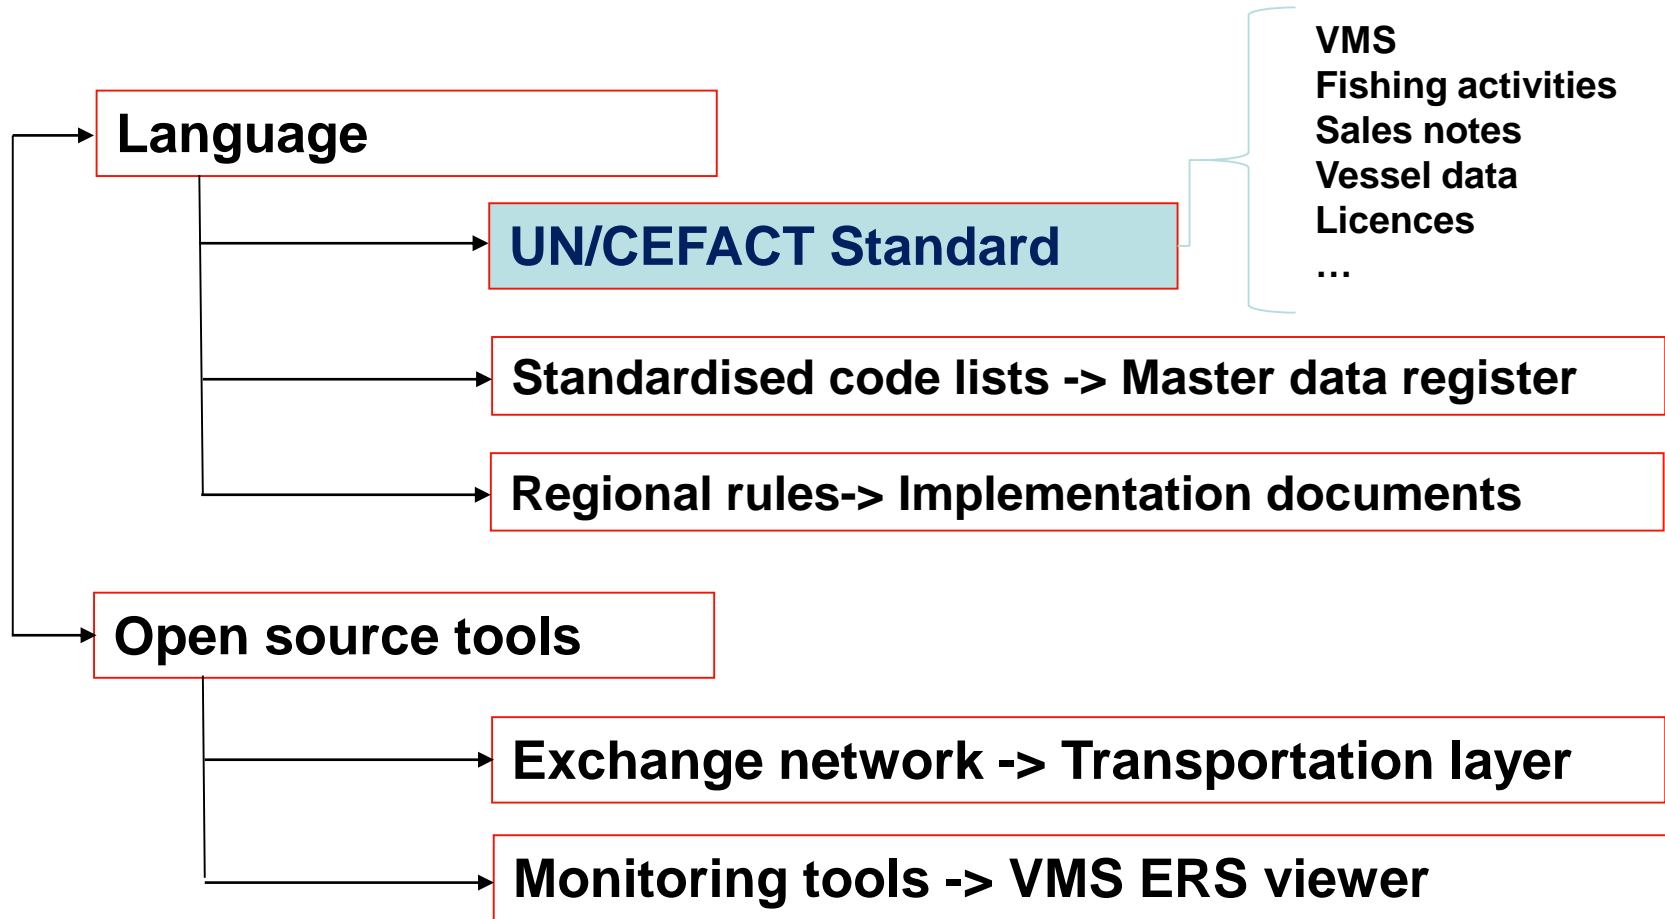 VMS
Fishing activities
Sales notes
Vessel data
Licences
…
Language
UN/CEFACT Standard
Standardised code lists -> Master data register
Regional rules-> Implementation documents
Open source tools
Exchange network -> Transportation layer
Monitoring tools -> VMS ERS viewer